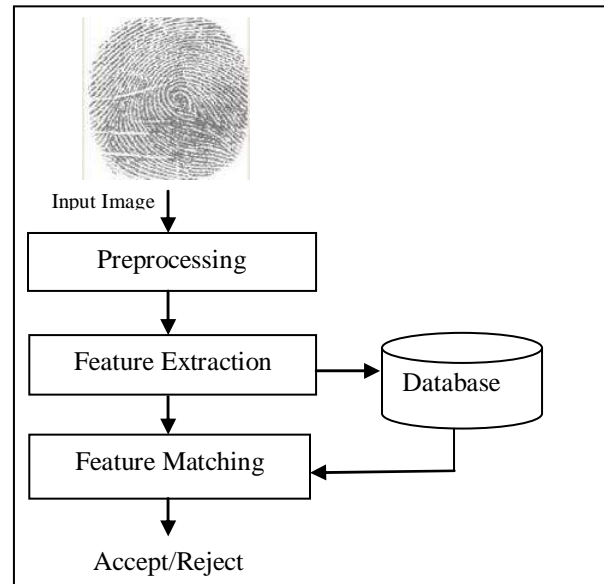 Input Image
Preprocessing
Feature Extraction
Database
Feature Matching
Accept/Reject